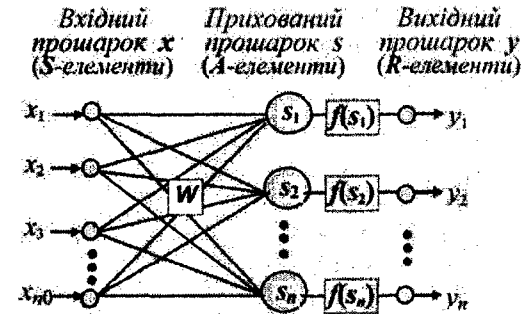 Вхідний Прихований Вихідний
прошарок x прошарок s прошарок y
(S-елементи) (A-елементи) (R-елементи)
x1 s1 f(s1) y1
x2 W s2 f(s2) y2
x3
xn0 sn f(sn) yn